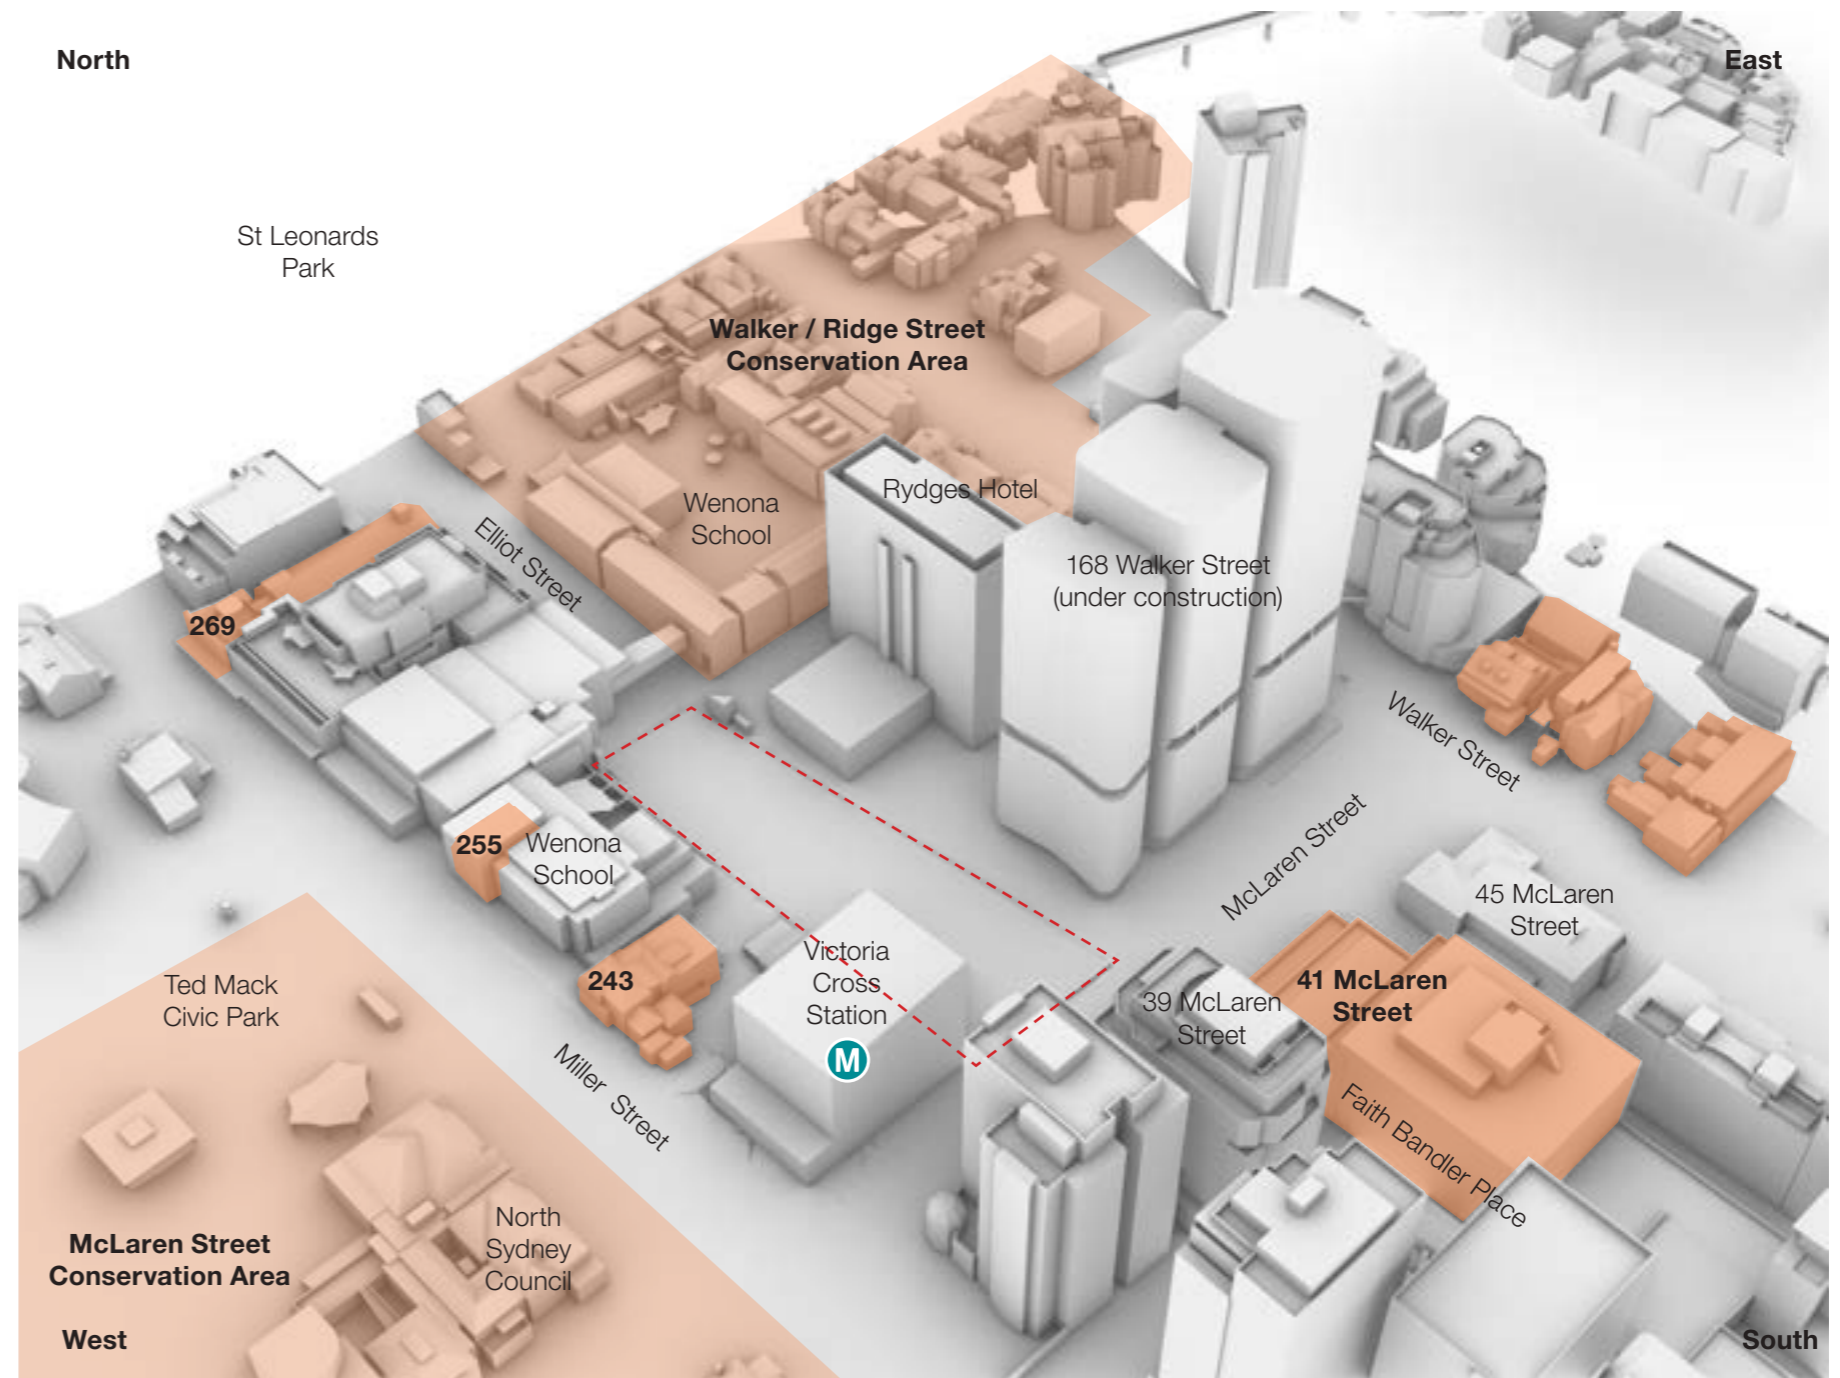 North
East
St Leonards
Park
Walker / Ridge Street
Conservation Area
Wenona
School
Rydges Hotel
Elliot Street
168 Walker Street
(under construction)
269
Walker Street
McLaren Street
255
Wenona
School
45 McLaren
Street
Ted Mack
Civic Park
243
Victoria
Cross
Station
M
39 McLaren
Street
41 McLaren
Street
Miller Street
Faith Bandler Place
McLaren Street
Conservation Area
North
Sydney
Council
West
South